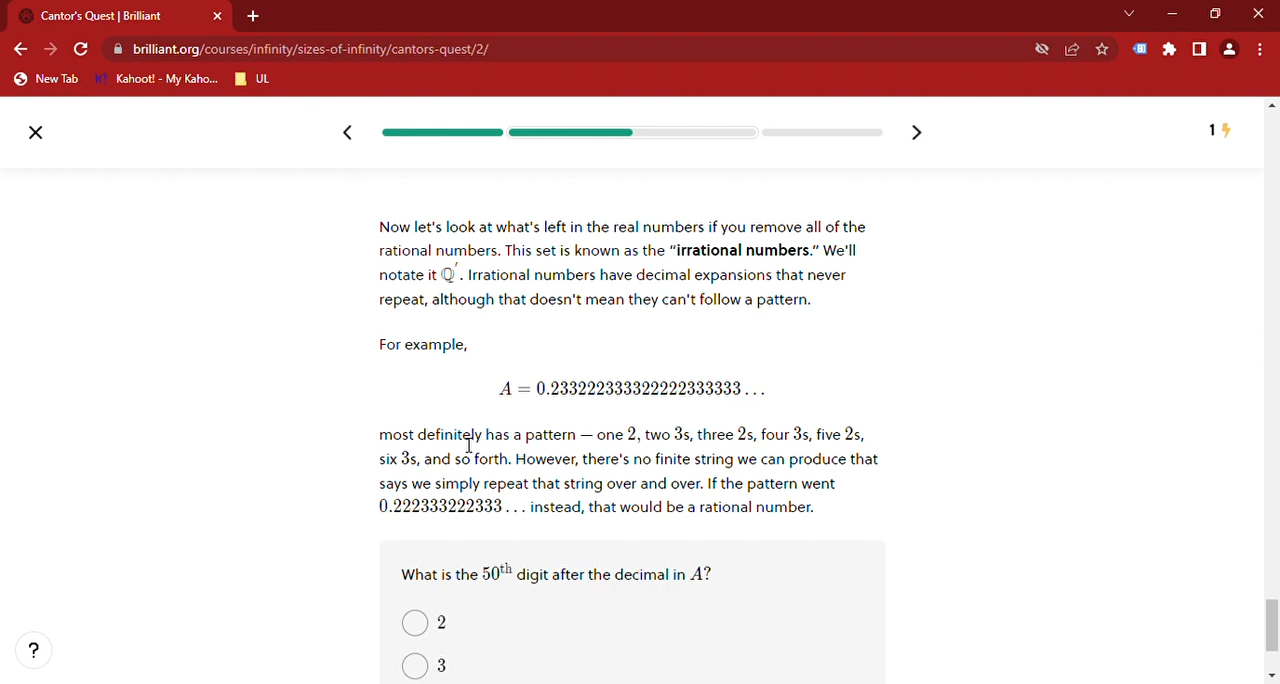 Cantor's Quest | Brilliant
brilliant.org/courses/infinity/sizes-of-infinity/cantors-quest/2/
New Tab K! Kahoot! - My Kaho... UL
1
Now let's look at what's left in the real numbers if you remove all of the
rational numbers. This set is known as the “irrational numbers.” We'll
notate it ℚ′. Irrational numbers have decimal expansions that never
repeat, although that doesn't mean they can't follow a pattern.
For example,
A = 0.233222333322222333333...
most definitely has a pattern — one 2, two 3s, three 2s, four 3s, five 2s,
six 3s, and so forth. However, there's no finite string we can produce that
says we simply repeat that string over and over. If the pattern went
0.222333222333... instead, that would be a rational number.
What is the 50th digit after the decimal in A?
2
3
?